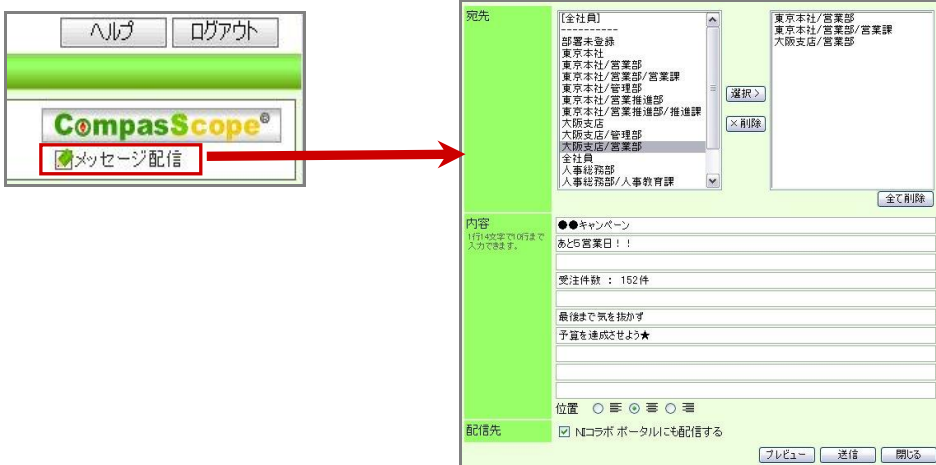 ヘルプ
ログアウト
CompasScope®
メッセージ配信
宛先
[全社員]
----------
部署未登録
東京本社
東京本社/営業部
東京本社/営業部/営業課
東京本社/管理部
東京本社/営業推進部
東京本社/営業推進部/推進課
大阪支店
大阪支店/管理部
大阪支店/営業部
全社員
人事総務部
人事総務部/人事教育課
選択>
×削除
東京本社/営業部
東京本社/営業部/営業課
大阪支店/営業部
全て削除
内容
1行14文字で10行まで
入力できます。
●●キャンペーン
あと5営業日!!
受注件数 : 152件
最後まで気を抜かず
予算を達成させよう★
位置
配信先
NIコラボ ポータルにも配信する
プレビュー
送信
閉じる